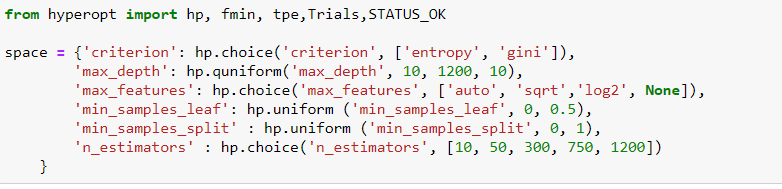 from hyperopt import hp, fmin, tpe,Trials,STATUS_OK
space = {'criterion': hp.choice('criterion', ['entropy', 'gini']),
'max_depth': hp.quniform('max_depth', 10, 1200, 10),
'max_features': hp.choice('max_features', ['auto', 'sqrt','log2', None]),
'min_samples_leaf': hp.uniform ('min_samples_leaf', 0, 0.5),
'min_samples_split' : hp.uniform ('min_samples_split', 0, 1),
'n_estimators' : hp.choice('n_estimators', [10, 50, 300, 750, 1200])
}